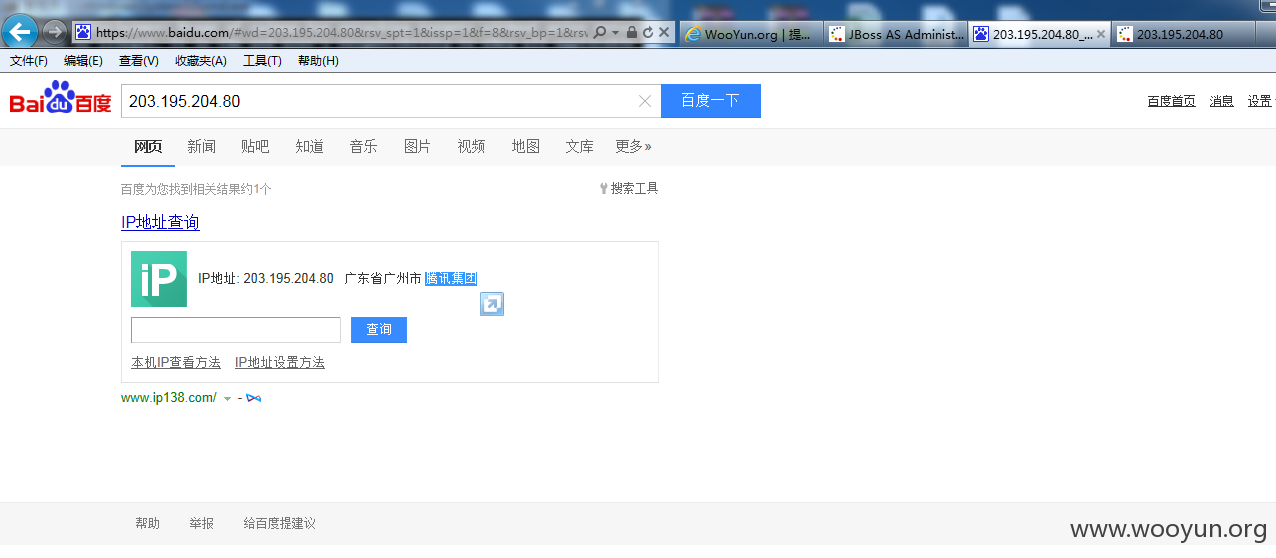 https://www.baidu.com/#wd=203.195.204.80&rsv_spt=1&issp=1&f=8&rsv_bp=1&rsv
WooYun.org | 提...
JBoss AS Administ...
203.195.204.80_...
203.195.204.80
文件(F) 编辑(E) 查看(V) 收藏夹(A) 工具(T) 帮助(H)
Bai du 百度
203.195.204.80
百度一下
百度首页 消息 设置
网页 新闻 贴吧 知道 音乐 图片 视频 地图 文库 更多»
百度为您找到相关结果约1个
搜索工具
IP地址查询
iP
IP地址: 203.195.204.80 广东省广州市 腾讯集团
查询
本机IP查看方法 IP地址设置方法
www.ip138.com/ -
帮助 举报 给百度提建议
www.wooyun.org